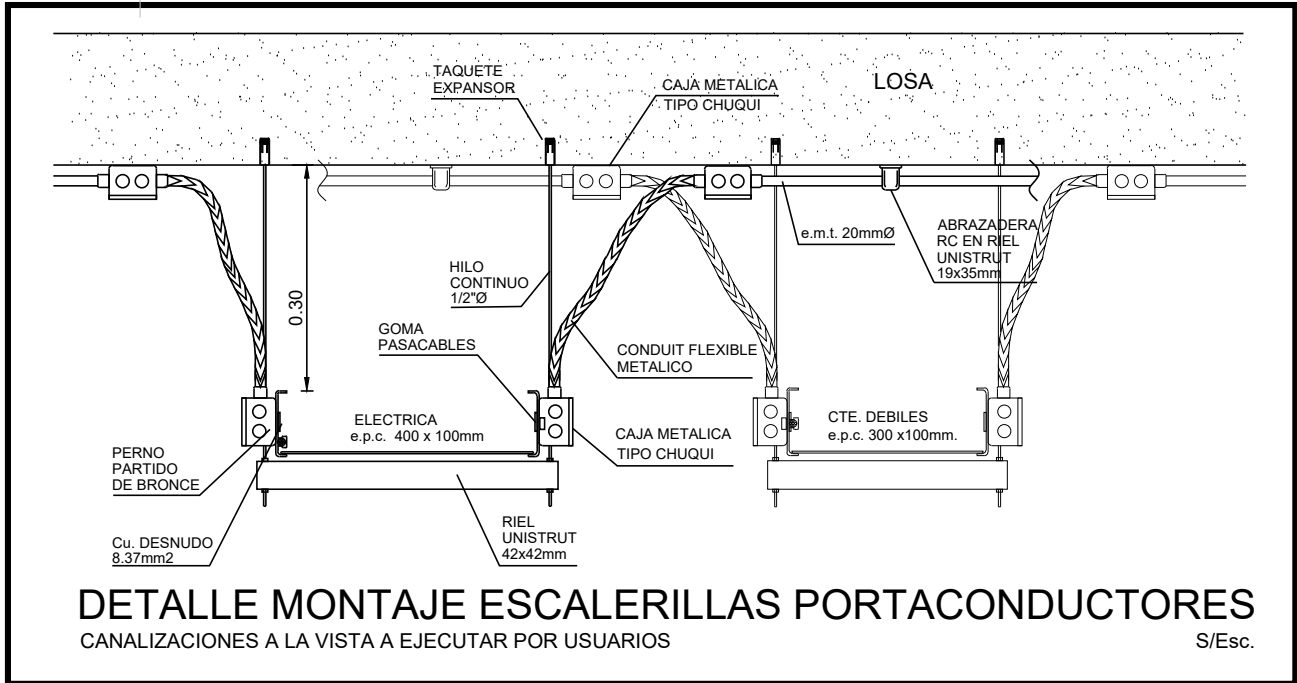 TAQUETE
EXPANSOR
CAJA METALICA
TIPO CHUQUI
LOSA
e.m.t. 20mmØ
ABRAZADERA
RC EN RIEL
UNISTRUT
19x35mm
HILO
CONTINUO
1/2"Ø
0.30
GOMA
PASACABLES
CONDUIT FLEXIBLE
METALICO
ELECTRICA
e.p.c. 400 x 100mm
CTE. DEBILES
e.p.c. 300 x100mm.
CAJA METALICA
TIPO CHUQUI
PERNO
PARTIDO
DE BRONCE
Cu. DESNUDO
8.37mm2
RIEL
UNISTRUT
42x42mm
DETALLE MONTAJE ESCALERILLAS PORTACONDUCTORES
CANALIZACIONES A LA VISTA A EJECUTAR POR USUARIOS
S/Esc.